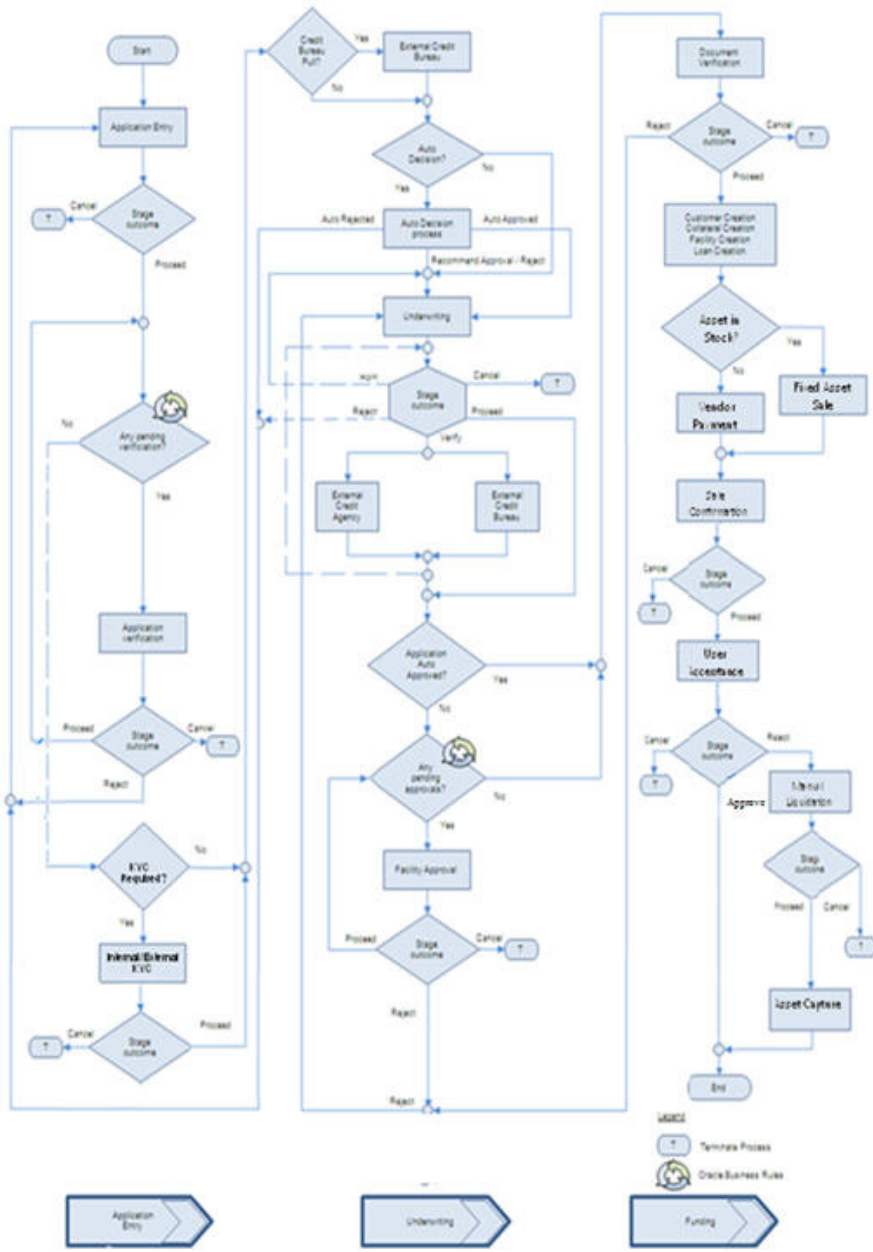 Start
Application Entry
Cancel
T
Stage
outcome
Proceed
No
Any pending
verification?
Yes
Application
verification
Proceed
Stage
outcome
Cancel
T
Reject
KYC
Required?
No
Yes
Internal/External
KYC
T
Cancel
Stage
outcome
Proceed
Credit
Bureau
Pull?
Yes
External Credit
Bureau
No
Auto
Decision?
No
Yes
Auto Rejected
Auto Decision
process
Auto Approved
Recommend Approval - Reject
Underwriting
Stage
outcome
Cancel
T
Reject
Proceed
Verify
External
Credit
Agency
External
Credit
Bureau
Application
Auto
Approved?
Yes
No
Any
pending
approvals?
No
Yes
Facility Approval
Proceed
Stage
outcome
Cancel
T
Reject
Reject
Document
Verification
Reject
Stage
outcome
Cancel
T
Proceed
Customer Creation
Collateral Creation
Facility Creation
Loan Creation
Asset in
Stock?
Yes
No
Vendor
Payment
Fixed Asset
Sale
Sale
Confirmation
Cancel
T
Stage
outcome
Proceed
User
Acceptance
Cancel
T
Stage
outcome
Reject
Approve
Manual
Liquidation
Stage
outcome
Proceed
Cancel
T
Asset Capture
End
Legend
T
Terminate Process
Oracle Business Rules
Application
Entry
Underwriting
Funding